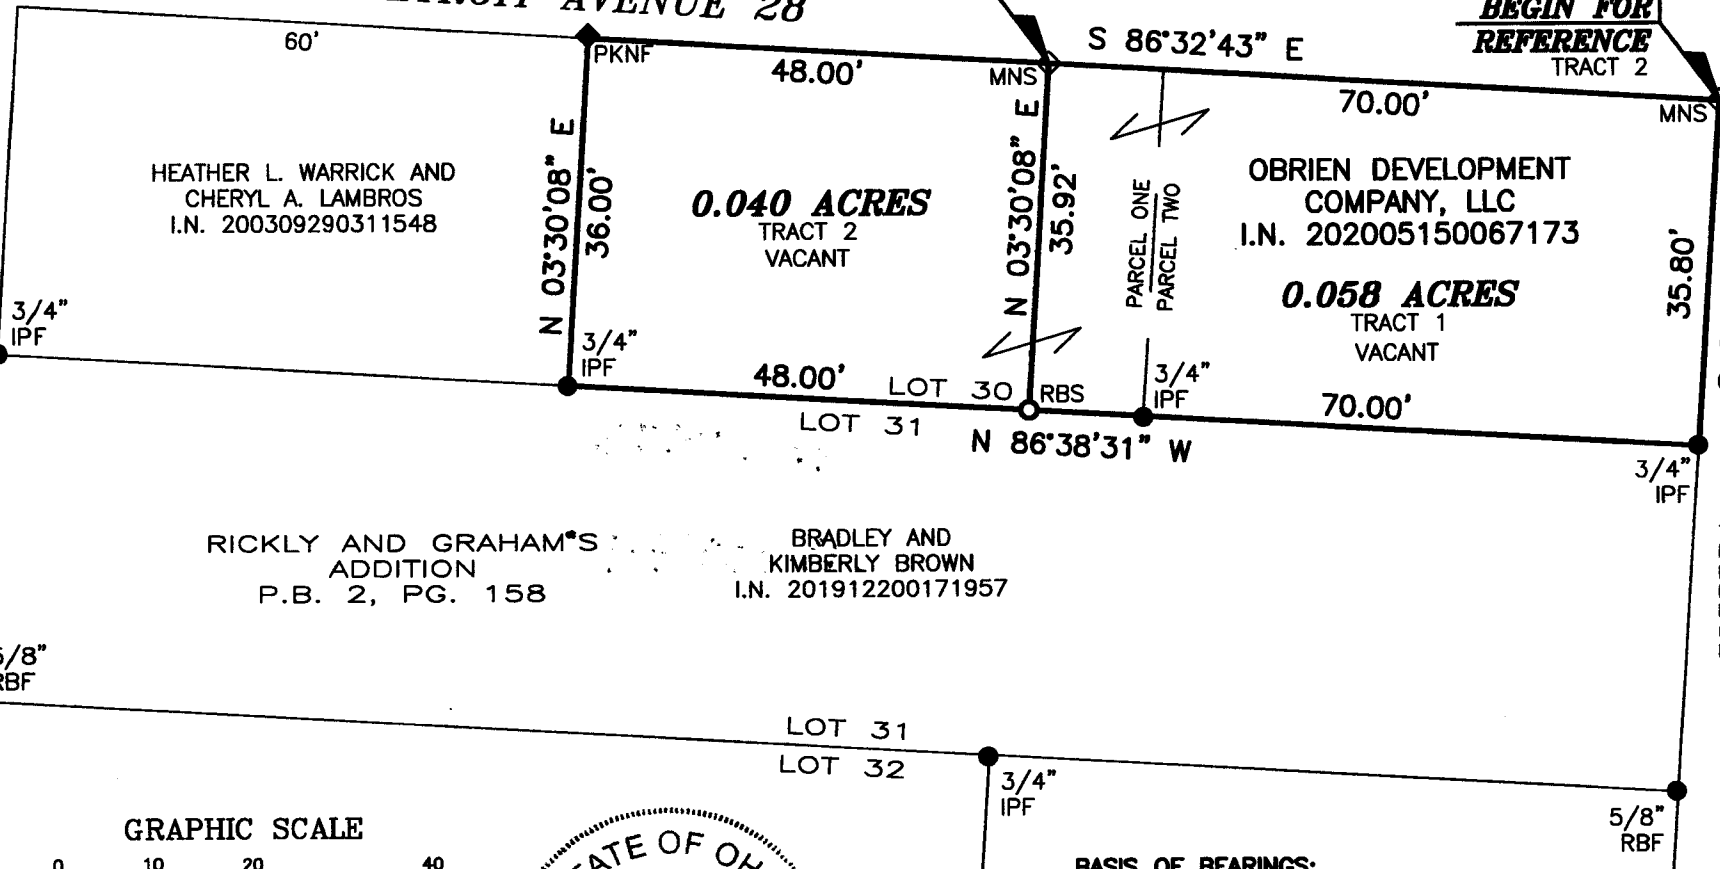 AVENUE 28
BEGIN FOR
REFERENCE
TRACT 2
60'
PKNF
48.00'
MNS
S 86°32'43" E
70.00'
MNS
HEATHER L. WARRICK AND
CHERYL A. LAMBROS
I.N. 200309290311548
N 03°30'08" E
36.00'
0.040 ACRES
TRACT 2
VACANT
N 03°30'08" E
35.92'
PARCEL ONE
PARCEL TWO
OBRIEN DEVELOPMENT
COMPANY, LLC
I.N. 202005150067173
0.058 ACRES
TRACT 1
VACANT
35.80'
3/4"
IPF
3/4"
IPF
48.00'
LOT 30
RBS
3/4"
IPF
70.00'
LOT 31
N 86°38'31" W
3/4"
IPF
RICKLY AND GRAHAM'S
ADDITION
P.B. 2, PG. 158
BRADLEY AND
KIMBERLY BROWN
I.N. 201912200171957
5/8"
RBF
LOT 31
LOT 32
3/4"
IPF
5/8"
RBF
GRAPHIC SCALE
0 10 20 40
STATE OF OH
BASIS OF BEARINGS: